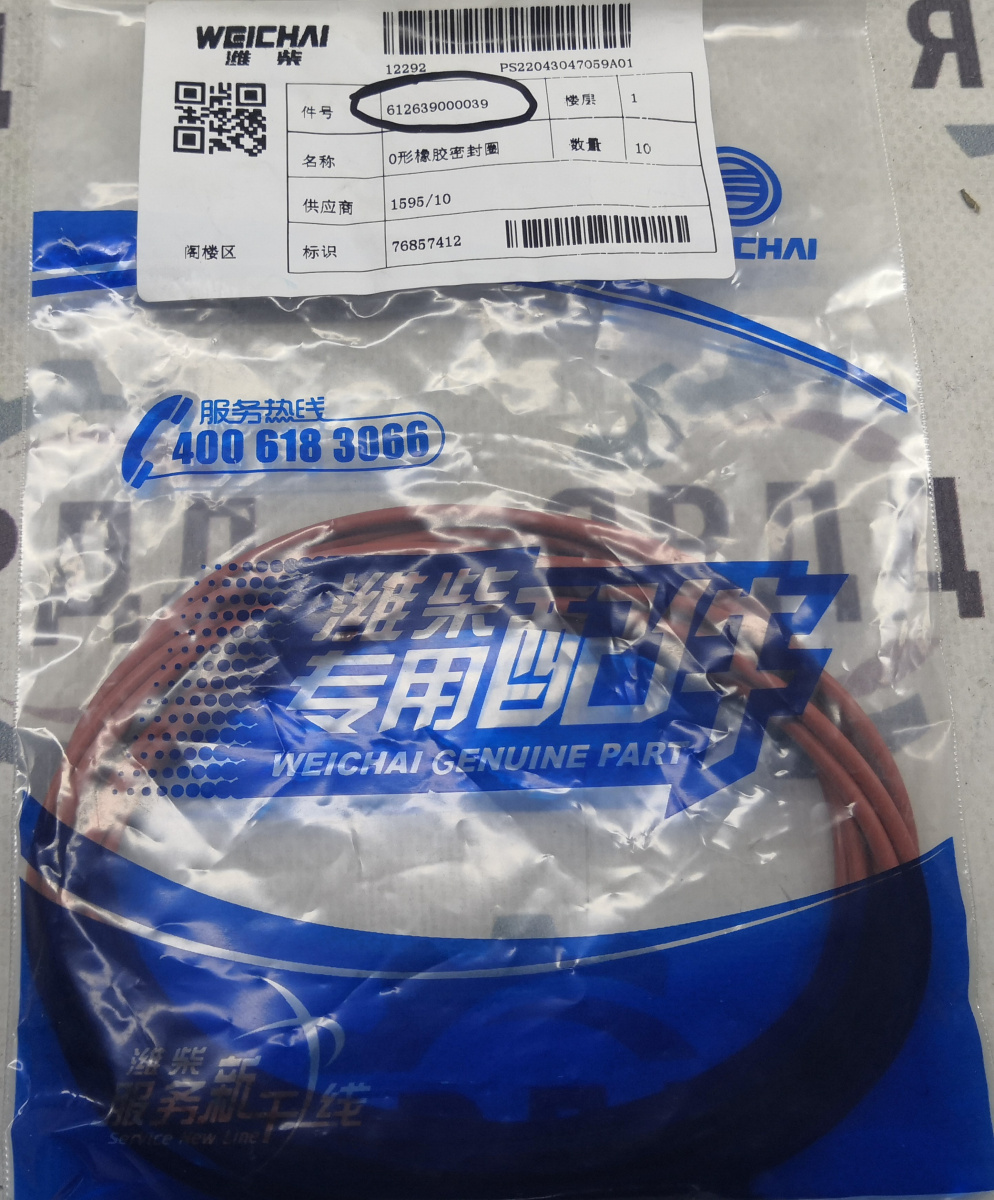 WEICHAI
潍柴
12292 PS22043047059A01
件号 612639000039 楼层 1
名称 O形橡胶密封圈 数量 10
供应商 1595/10
阁楼区 标识 76857412
CHAI
服务热线
400 618 3066
潍柴
专用配件
WEICHAI GENUINE PART
潍柴
服务新干线
Service New Line